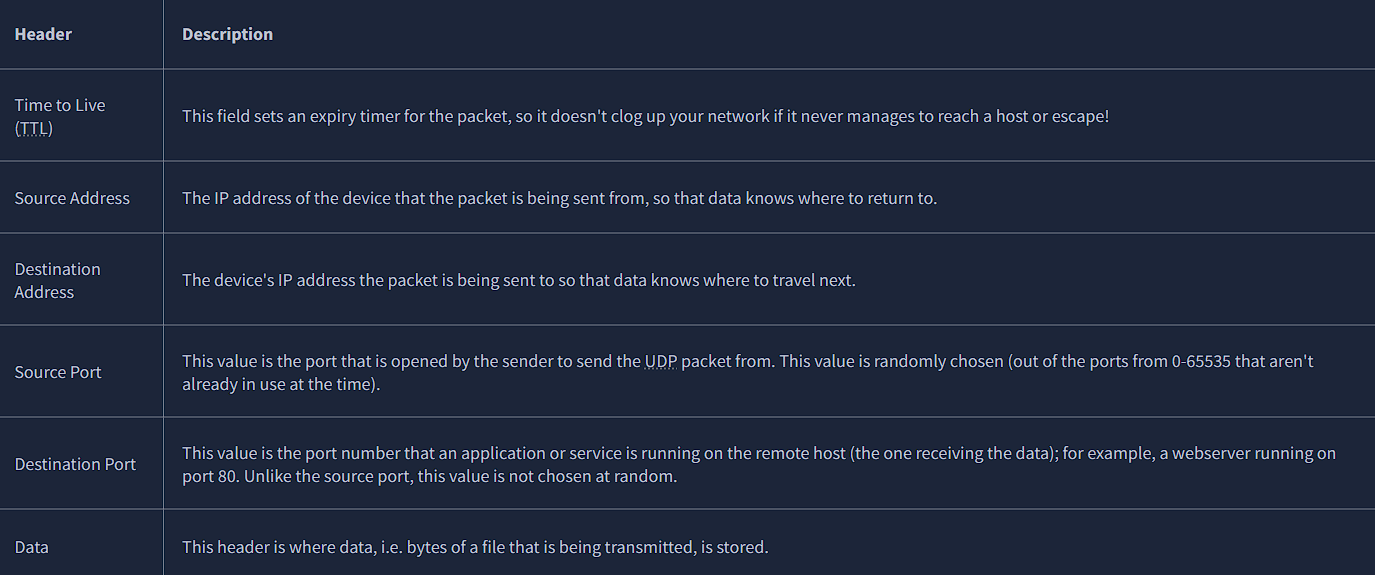 Header
Description
Time to Live
(TTL)
This field sets an expiry timer for the packet, so it doesn't clog up your network if it never manages to reach a host or escape!
Source Address
The IP address of the device that the packet is being sent from, so that data knows where to return to.
Destination
Address
The device's IP address the packet is being sent to so that data knows where to travel next.
Source Port
This value is the port that is opened by the sender to send the UDP packet from. This value is randomly chosen (out of the ports from 0-65535 that aren't
already in use at the time).
Destination Port
This value is the port number that an application or service is running on the remote host (the one receiving the data); for example, a webserver running on
port 80. Unlike the source port, this value is not chosen at random.
Data
This header is where data, i.e. bytes of a file that is being transmitted, is stored.